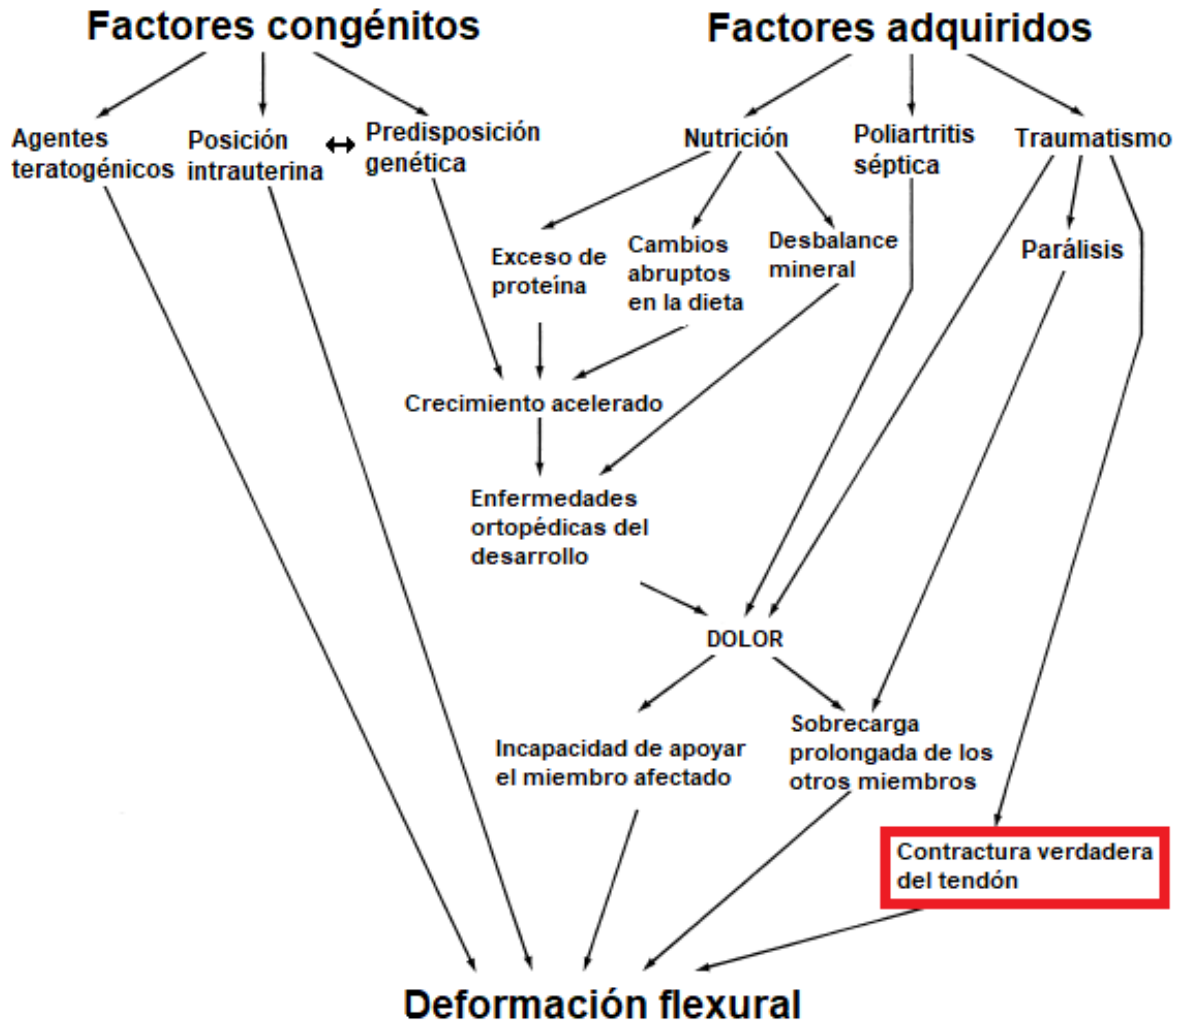 Factores congénitos
Factores adquiridos
Agentes
teratogénicos
Posición
intrauterina
Predisposición
genética
Nutrición
Poliartritis
séptica
Traumatismo
Exceso de
proteína
Cambios
abruptos
en la dieta
Desbalance
mineral
Parálisis
Crecimiento acelerado
Enfermedades
ortopédicas del
desarrollo
DOLOR
Incapacidad de apoyar
el miembro afectado
Sobrecarga
prolongada de los
otros miembros
Contractura verdadera
del tendón
Deformación flexural